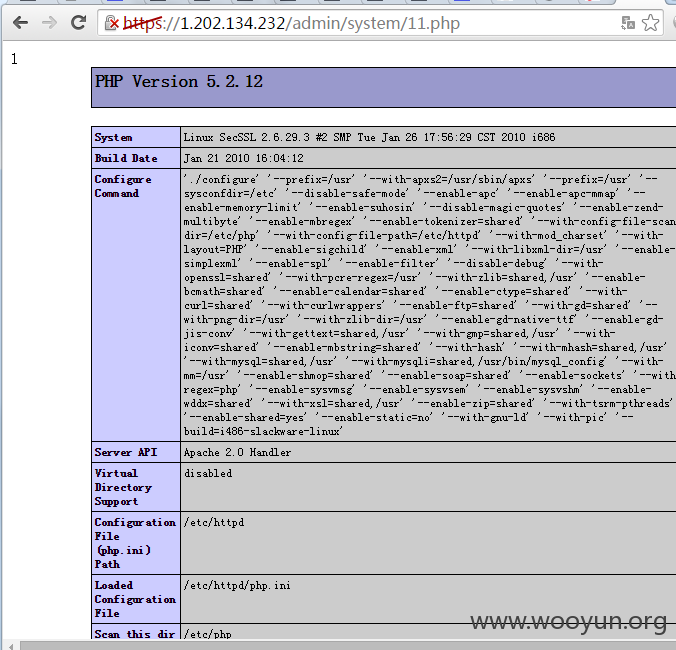 https://1.202.134.232/admin/system/11.php
1
PHP Version 5.2.12
System
Linux SecSSL 2.6.29.3 #2 SMP Tue Jan 26 17:56:29 CST 2010 i686
Build Date
Jan 21 2010 16:04:12
Configure
Command
'./configure' '--prefix=/usr' '--with-apxs2=/usr/sbin/apxs' '--prefix=/usr' '--
sysconfdir=/etc' '--disable-safe-mode' '--enable-apc' '--enable-apc-mmap' '--
enable-memory-limit' '--enable-suhosin' '--disable-magic-quotes' '--enable-zend-
multibyte' '--enable-mbregex' '--enable-tokenizer=shared' '--with-config-file-scan
dir=/etc/php' '--with-config-file-path=/etc/httpd' '--with-mod_charset' '--with-
layout=PHP' '--enable-sigchild' '--enable-xml' '--with-libxml-dir=/usr' '--enable-
simplexml' '--enable-spl' '--enable-filter' '--disable-debug' '--with-
openssl=shared' '--with-pcre-regex=/usr' '--with-zlib=shared,/usr' '--enable-
bcmath=shared' '--enable-calendar=shared' '--enable-ctype=shared' '--with-
curl=shared' '--with-curlwrappers' '--enable-ftp=shared' '--with-gd=shared' '--
with-png-dir=/usr' '--with-zlib-dir=/usr' '--enable-gd-native-ttf' '--enable-gd-
jis-conv' '--with-gettext=shared,/usr' '--with-gmp=shared,/usr' '--with-
iconv=shared' '--enable-mbstring=shared' '--with-hash' '--with-mhash=shared,/usr'
'--with-mysql=shared,/usr' '--with-mysqli=shared,/usr/bin/mysql_config' '--with-
mm=/usr' '--enable-shmop=shared' '--enable-soap=shared' '--enable-sockets' '--with
regex=php' '--enable-sysvmsg' '--enable-sysvsem' '--enable-sysvshm' '--enable-
wddx=shared' '--with-xsl=shared,/usr' '--enable-zip=shared' '--with-tsrm-pthreads'
'--enable-shared=yes' '--enable-static=no' '--with-gnu-ld' '--with-pic' '--
build=i486-slackware-linux'
Server API
Apache 2.0 Handler
Virtual
Directory
Support
disabled
Configuration
File
(php.ini)
Path
/etc/httpd
Loaded
Configuration
File
/etc/httpd/php.ini
Scan this dir
/etc/php
www.wooyun.org